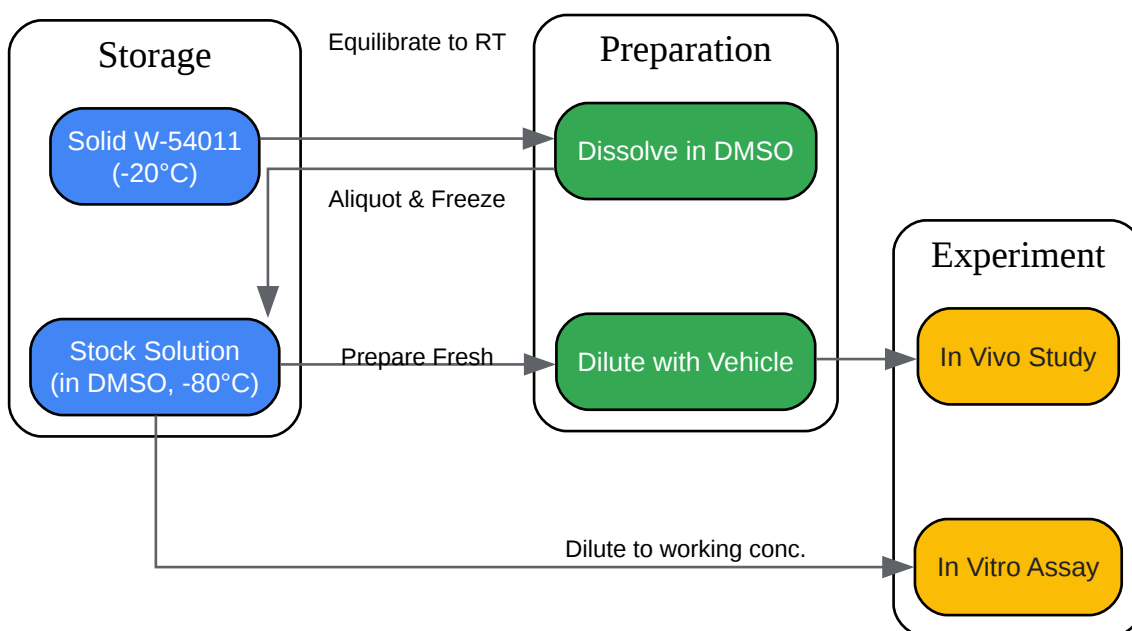 Storage
Equilibrate to RT
Preparation
Solid W-54011
(-20°C)
Dissolve in DMSO
Aliquot & Freeze
Experiment
Stock Solution
(in DMSO, -80°C)
Prepare Fresh
Dilute with Vehicle
In Vivo Study
Dilute to working conc.
In Vitro Assay